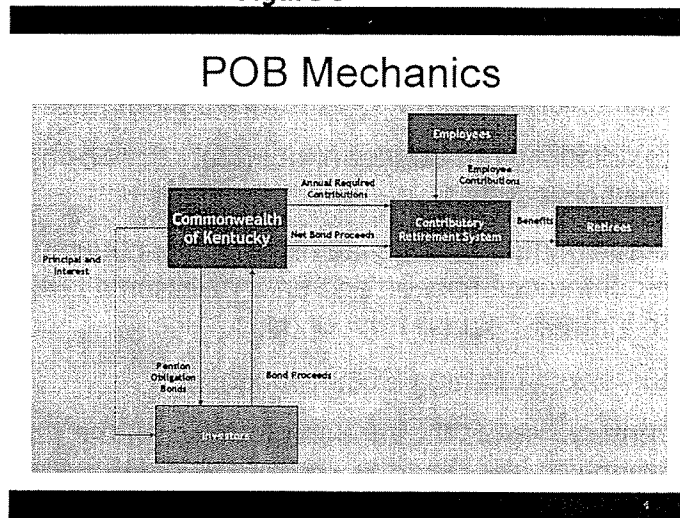 POB Mechanics
Employees
Employee
Contributions
Annual Required
Contributions
Commonwealth
of Kentucky
Contributory
Retirement System
Benefits
Retirees
Net Bond Proceeds
Principal and
Interest
Pension
Obligation
Bonds
Bond Proceeds
Investors
4